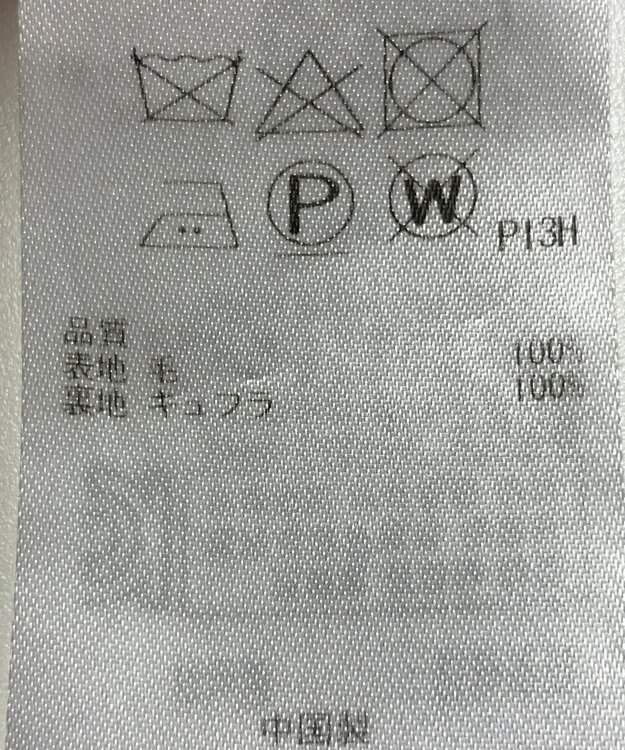 P W P13H
品質
表地 毛 100%
裏地 キュプラ 100%
中国製